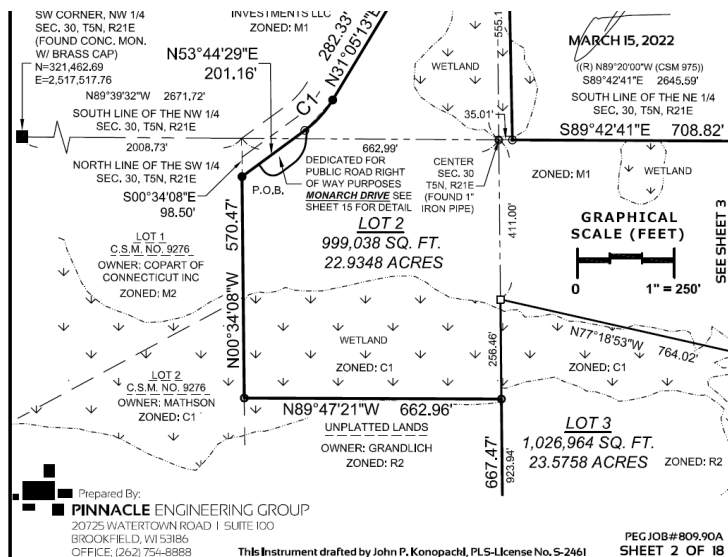 SW CORNER, NW 1/4
SEC. 30, T5N, R21E
(FOUND CONC. MON.
W/ BRASS CAP)
N=321,462.69
E=2,517,517.76
INVESTMENTS LLC
ZONED: M1
N53°44'29"E
201.16'
282.33'
N31°05'13"E
C1
WETLAND
555.1
MARCH 15, 2022
((R) N89°20'00"W (CSM 975))
S89°42'41"E 2645.59'
SOUTH LINE OF THE NE 1/4
SEC. 30, T5N, R21E
S89°42'41"E 708.82'
N89°39'32"W 2671.72'
SOUTH LINE OF THE NW 1/4
SEC. 30, T5N, R21E
2008.73'
662.99'
35.01'
NORTH LINE OF THE SW 1/4
SEC. 30, T5N, R21E
S00°34'08"E
98.50'
P.O.B.
DEDICATED FOR
PUBLIC ROAD RIGHT
OF WAY PURPOSES
MONARCH DRIVE SEE
SHEET 15 FOR DETAIL
CENTER
SEC. 30
T5N, R21E
(FOUND 1"
IRON PIPE)
ZONED: M1
WETLAND
LOT 2
999,038 SQ. FT.
22.9348 ACRES
411.00'
GRAPHICAL
SCALE (FEET)
0 1" = 250'
SEE SHEET 3
LOT 1
C.S.M. NO. 9276
OWNER: COPART OF
CONNECTICUT INC
ZONED: M2
N00°34'08"W 570.47'
WETLAND
ZONED: C1
256.46'
N77°18'53"W 764.02'
ZONED: C1
LOT 2
C.S.M. NO. 9276
OWNER: MATHSON
ZONED: C1
N89°47'21"W 662.96'
UNPLATTED LANDS
OWNER: GRANDLICH
ZONED: R2
667.47'
923.94'
LOT 3
1,026,964 SQ. FT.
23.5758 ACRES
ZONED: R2
Prepared By:
PINNACLE ENGINEERING GROUP
20725 WATERTOWN ROAD | SUITE 100
BROOKFIELD, WI 53186
OFFICE: (262) 754-8888
This Instrument drafted by John P. Konopacki, PLS-License No. S-2461
PEG JOB#809.90A
SHEET 2 OF 18